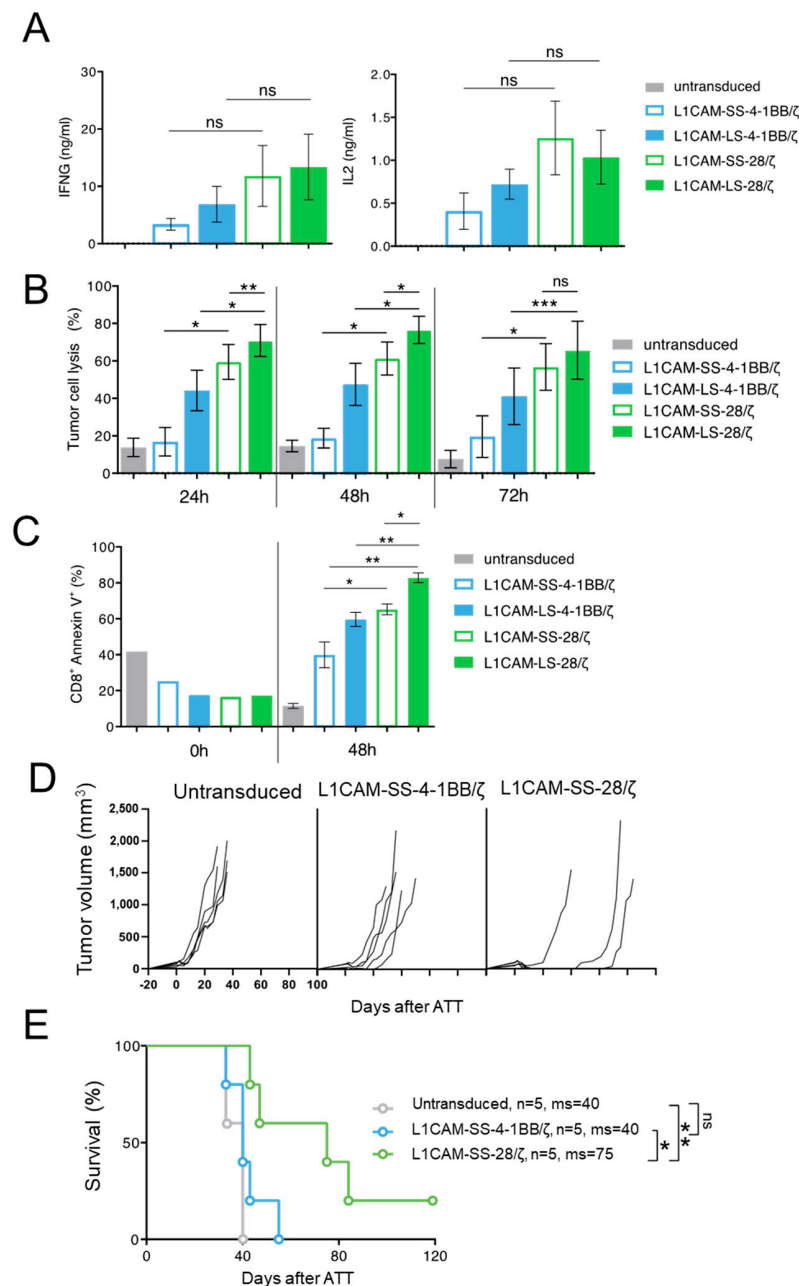 A
30
20
10
0
IFNG (ng/ml)
ns
ns
2.0
1.5
1.0
0.5
0.0
IL2 (ng/ml)
ns
ns
untransduced
L1CAM-SS-4-1BB/ζ
L1CAM-LS-4-1BB/ζ
L1CAM-SS-28/ζ
L1CAM-LS-28/ζ
B
100
80
60
40
20
0
Tumor cell lysis (%)
**
*
*
*
*
*
ns
***
*
24h
48h
72h
untransduced
L1CAM-SS-4-1BB/ζ
L1CAM-LS-4-1BB/ζ
L1CAM-SS-28/ζ
L1CAM-LS-28/ζ
C
100
80
60
40
20
0
CD8+ Annexin V+ (%)
*
**
**
*
0h
48h
untransduced
L1CAM-SS-4-1BB/ζ
L1CAM-LS-4-1BB/ζ
L1CAM-SS-28/ζ
L1CAM-LS-28/ζ
D
Untransduced
L1CAM-SS-4-1BB/ζ
L1CAM-SS-28/ζ
Tumor volume (mm³)
2,500
2,000
1,500
1,000
500
0
-20 0 20 40 60 80 100
Days after ATT
E
Survival (%)
100
50
0
0 40 80 120
Days after ATT
Untransduced, n=5, ms=40
L1CAM-SS-4-1BB/ζ, n=5, ms=40
L1CAM-SS-28/ζ, n=5, ms=75
*
**
ns